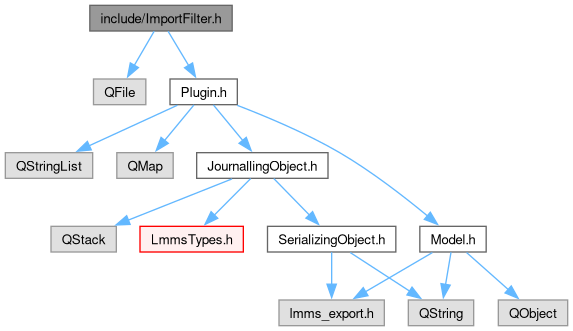 include/ImportFilter.h
QFile
Plugin.h
QStringList
QMap
JournallingObject.h
QStack
LmmsTypes.h
SerializingObject.h
Model.h
lmms_export.h
QString
QObject